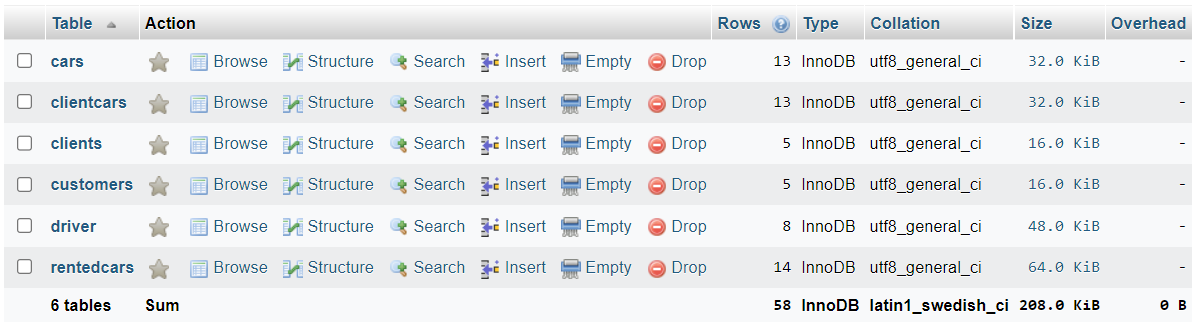 Table Action Rows Type Collation Size Overhead
cars Browse Structure Search Insert Empty Drop 13 InnoDB utf8_general_ci 32.0 KiB -
clientcars Browse Structure Search Insert Empty Drop 13 InnoDB utf8_general_ci 32.0 KiB -
clients Browse Structure Search Insert Empty Drop 5 InnoDB utf8_general_ci 16.0 KiB -
customers Browse Structure Search Insert Empty Drop 5 InnoDB utf8_general_ci 16.0 KiB -
driver Browse Structure Search Insert Empty Drop 8 InnoDB utf8_general_ci 48.0 KiB -
rentedcars Browse Structure Search Insert Empty Drop 14 InnoDB utf8_general_ci 64.0 KiB -
6 tables Sum 58 InnoDB latin1_swedish_ci 208.0 KiB 0 B